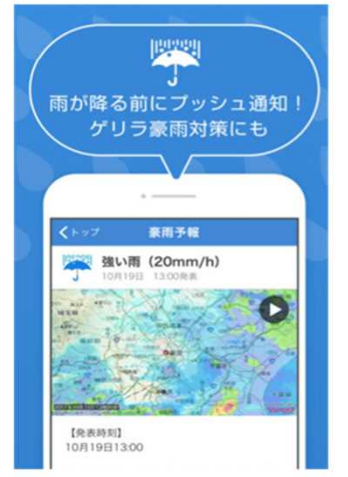 雨が降る前にプッシュ通知！
ゲリラ豪雨対策にも
トップ
豪雨予報
強い雨（20mm/h）
10月19日 13:00発表
【発表時刻】
10月19日13:00